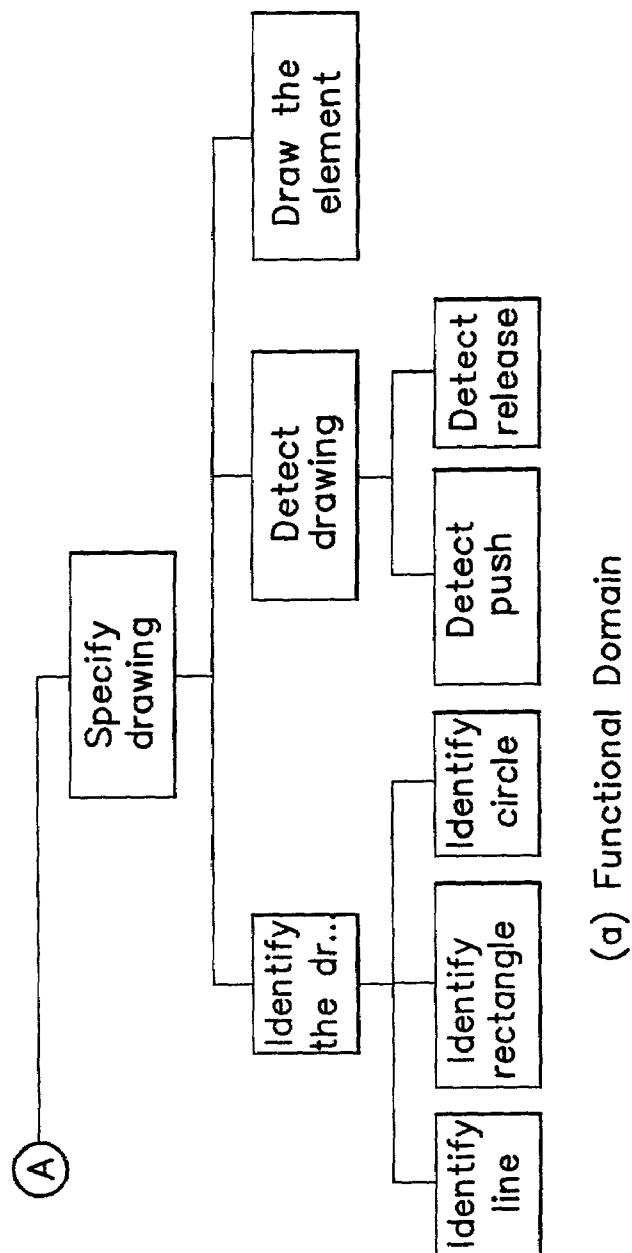 A
Specify
drawing
Identify
the dr...
Detect
drawing
Draw the
element
Identify
line
Identify
rectangle
Identify
circle
Detect
push
Detect
release
(a) Functional Domain